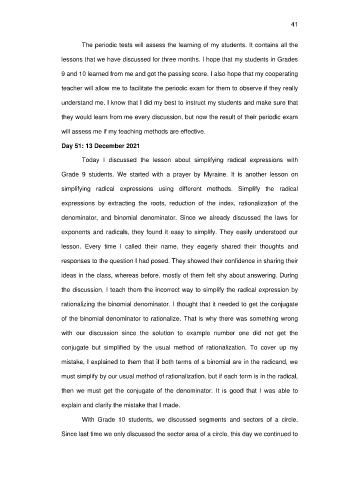 41
The periodic tests will assess the learning of my students. It contains all the
lessons that we have discussed for three months. I hope that my students in Grades
9 and 10 learned from me and got the passing score. I also hope that my cooperating
teacher will allow me to facilitate the periodic exam for them to observe if they really
understand me. I know that I did my best to instruct my students and make sure that
they would learn from me every discussion, but now the result of their periodic exam
will assess me if my teaching methods are effective.
Day 51: 13 December 2021
Today I discussed the lesson about simplifying radical expressions with
Grade 9 students. We started with a prayer by Myraine. It is another lesson on
simplifying radical expressions using different methods. Simplify the radical
expressions by extracting the roots, reduction of the index, rationalization of the
denominator, and binomial denominator. Since we already discussed the laws for
exponents and radicals, they found it easy to simplify. They easily understood our
lesson. Every time I called their name, they eagerly shared their thoughts and
responses to the question I had posed. They showed their confidence in sharing their
ideas in the class, whereas before, mostly of them felt shy about answering. During
the discussion, I teach them the incorrect way to simplify the radical expression by
rationalizing the binomial denominator. I thought that it needed to get the conjugate
of the binomial denominator to rationalize. That is why there was something wrong
with our discussion since the solution to example number one did not get the
conjugate but simplified by the usual method of rationalization. To cover up my
mistake, I explained to them that if both terms of a binomial are in the radicand, we
must simplify by our usual method of rationalization, but if each term is in the radical,
then we must get the conjugate of the denominator. It is good that I was able to
explain and clarify the mistake that I made.
With Grade 10 students, we discussed segments and sectors of a circle.
Since last time we only discussed the sector area of a circle, this day we continued to